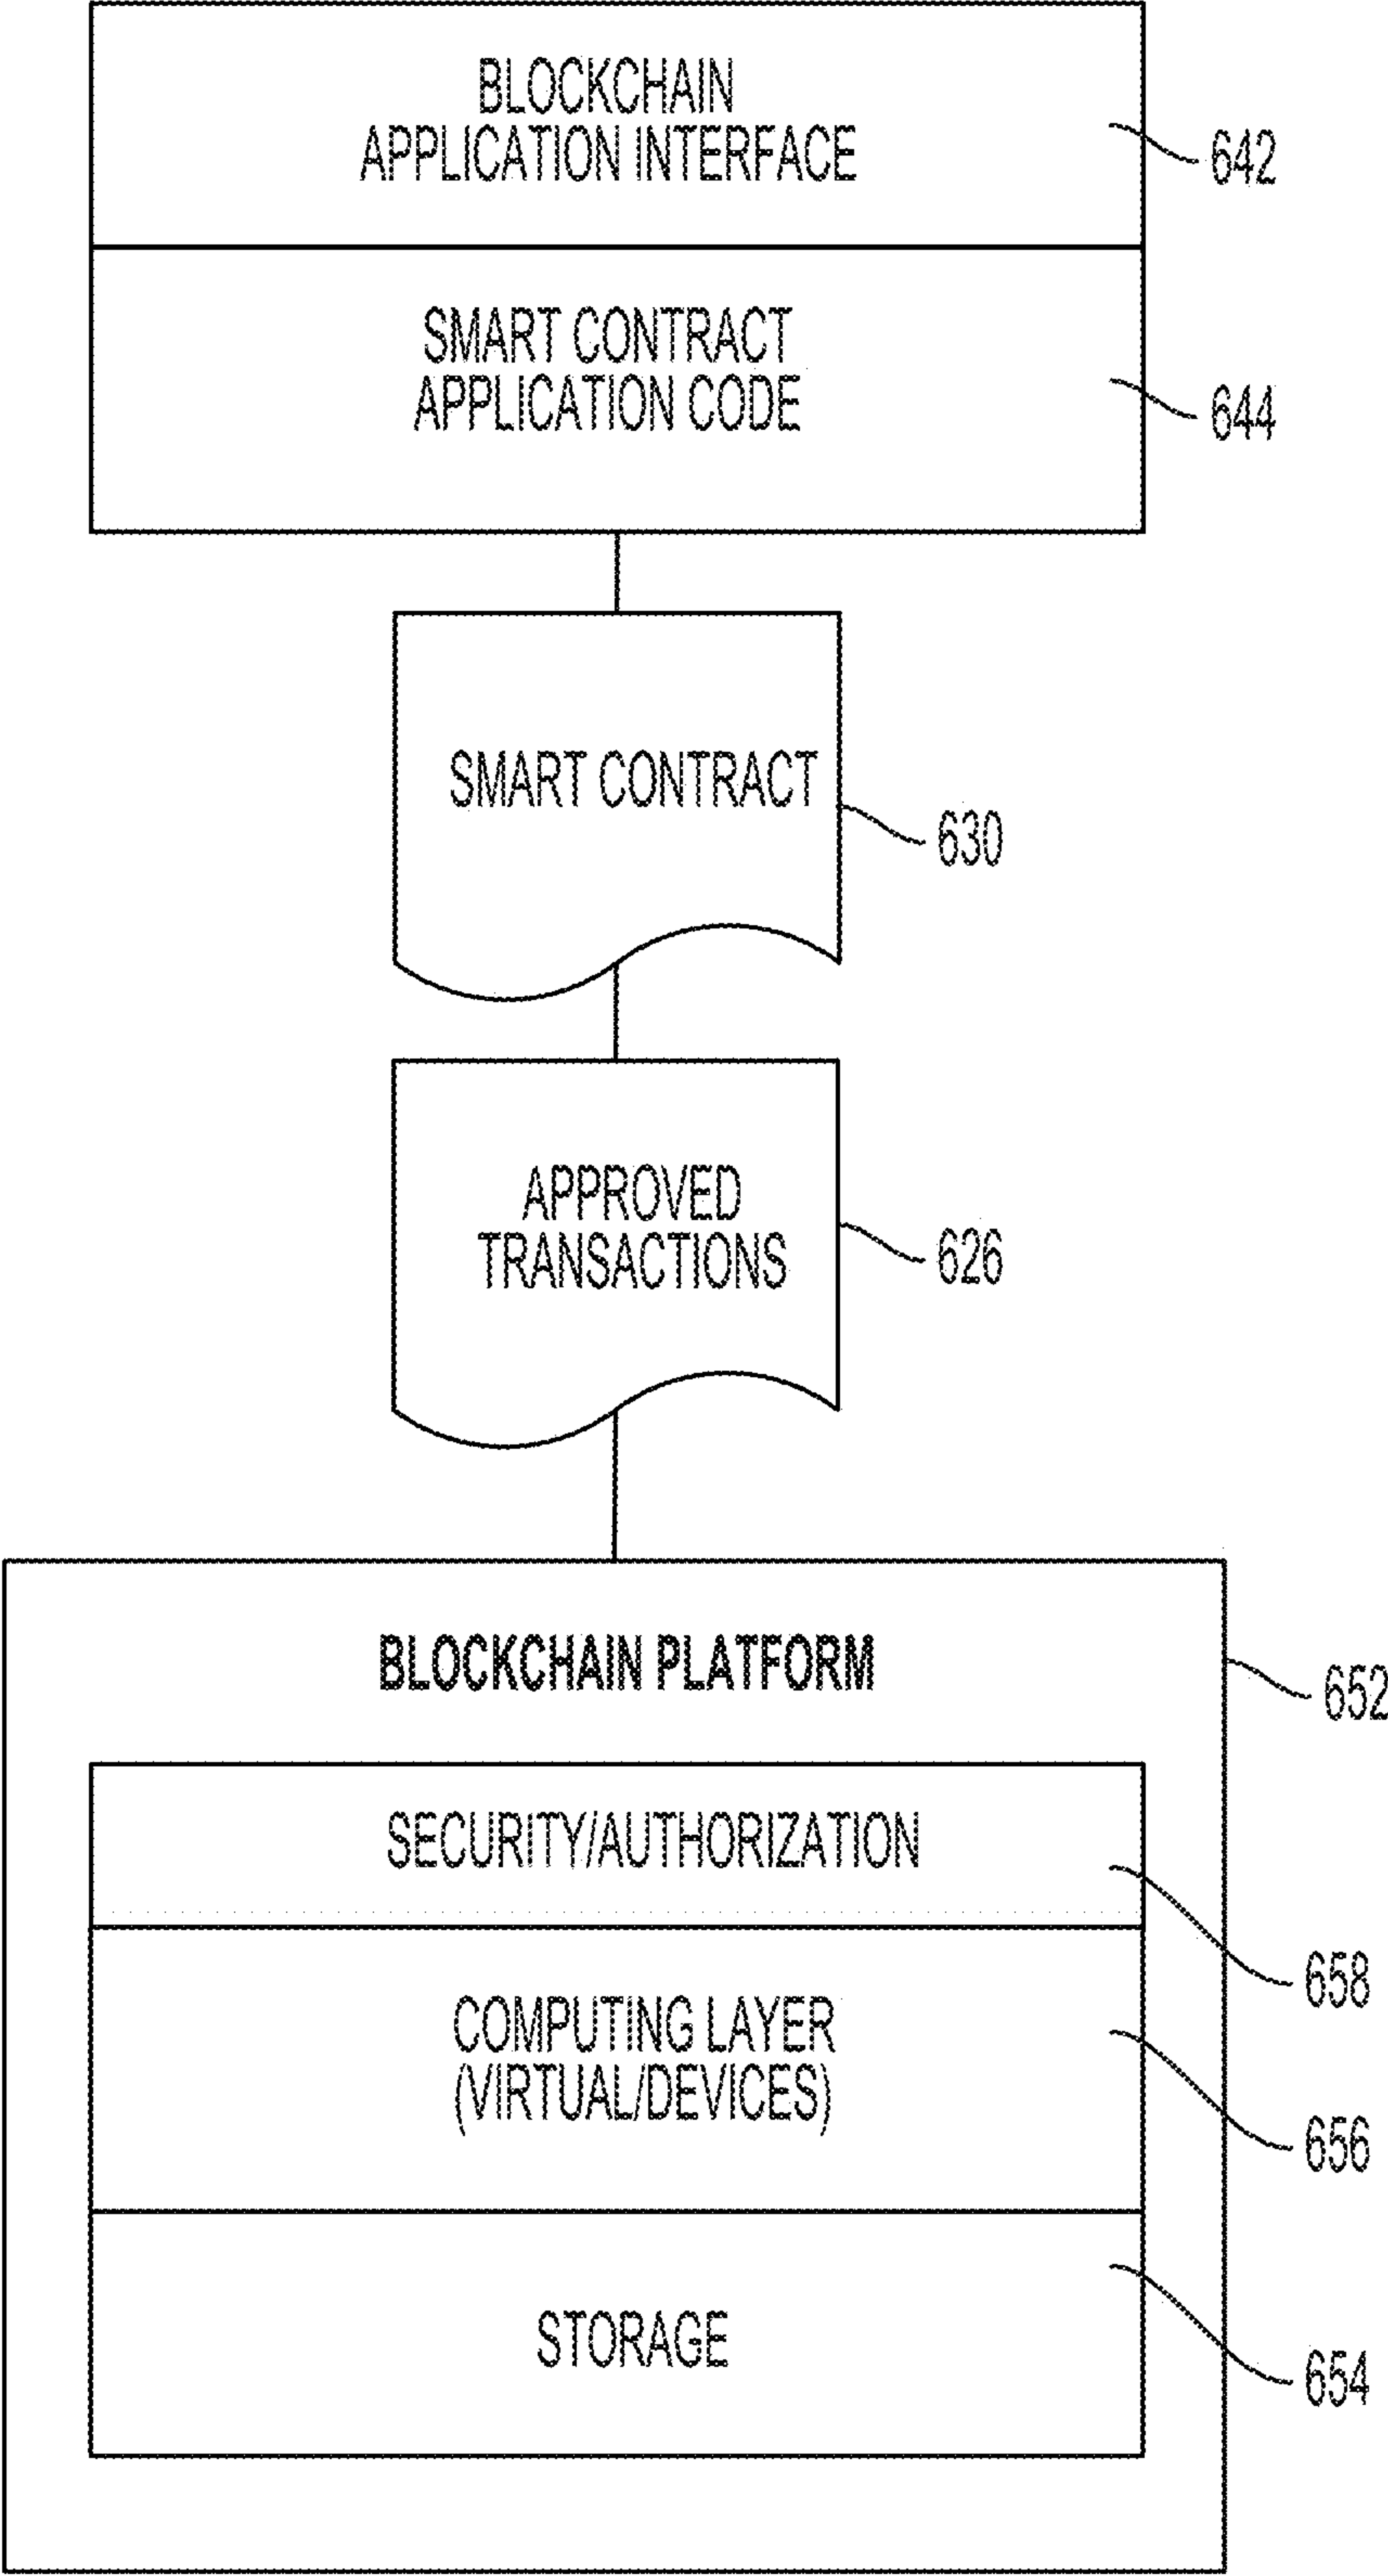 BLOCKCHAIN
APPLICATION INTERFACE
642
SMART CONTRACT
APPLICATION CODE
644
SMART CONTRACT
630
APPROVED
TRANSACTIONS
626
BLOCKCHAIN PLATFORM
652
SECURITY/AUTHORIZATION
658
COMPUTING LAYER
(VIRTUAL/DEVICES)
656
STORAGE
654